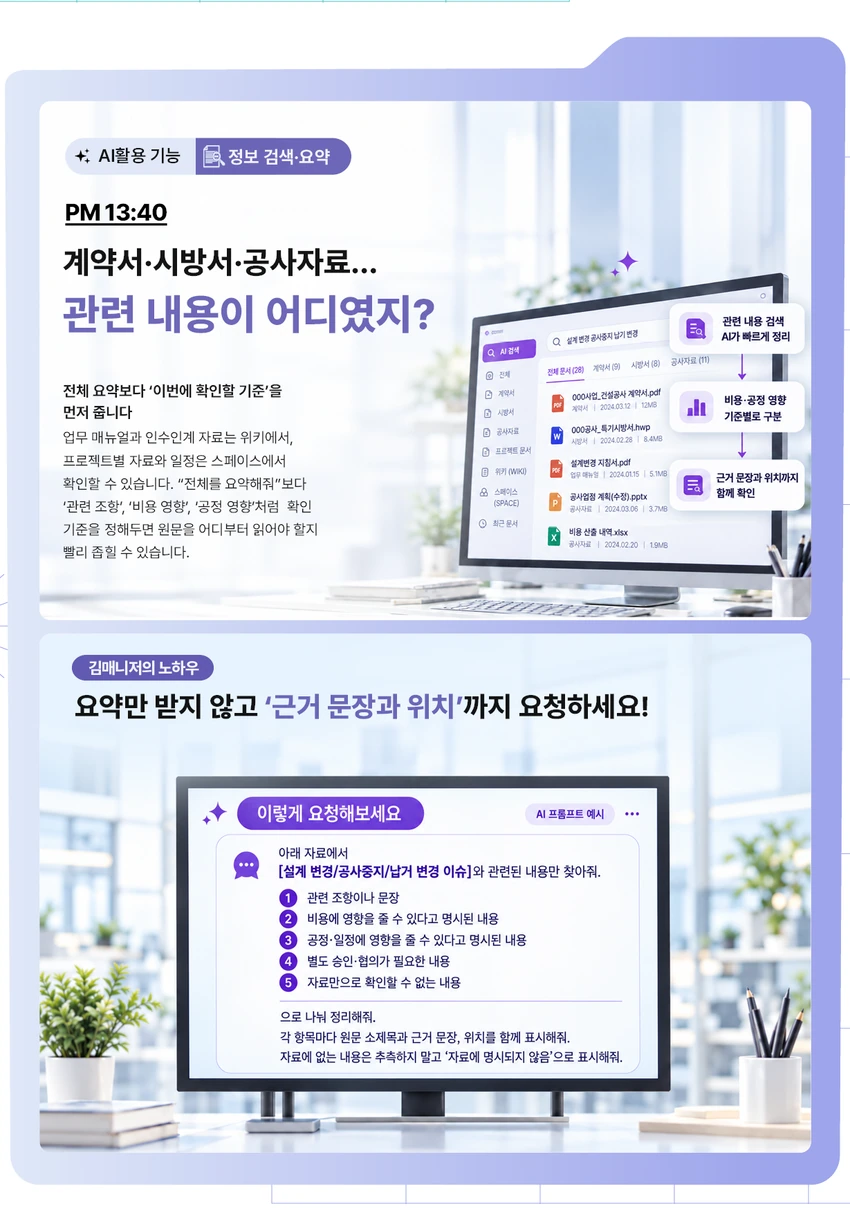 AI활용 기능 정보 검색·요약
PM 13:40
계약서·시방서·공사자료...
관련 내용이 어디였지?
전체 요약보다 ‘이번에 확인할 기준’을
먼저 줍니다
업무 매뉴얼과 인수인계 자료는 위키에서,
프로젝트별 자료와 일정은 스페이스에서
확인할 수 있습니다. “전체를 요약해줘”보다
‘관련 조항’, ‘비용 영향’, ‘공정 영향’처럼 확인
기준을 정해두면 원문을 어디부터 읽어야 할지
빨리 좁힐 수 있습니다.
AI 검색
전체
계약서
시방서
공사자료
프로젝트 문서
위키 (WIKI)
스페이스
(SPACE)
최근 문서
설계 변경 공사중지 납기 변경
전체 문서 (28) 계약서 (9) 시방서 (8) 공사자료 (11)
PDF 000사업_건설공사 계약서.pdf
계약서 | 2024.03.12 | 12MB
W 000공사_특기시방서.hwp
시방서 | 2024.02.28 | 8.4MB
PDF 설계변경 지침서.pdf
업무 매뉴얼 | 2024.01.15 | 5.1MB
P 공사업점 계획(수정).pptx
공사자료 | 2024.03.06 | 3.7MB
X 비용 산출 내역.xlsx
공사자료 | 2024.02.20 | 1.9MB
관련 내용 검색
AI가 빠르게 정리
비용·공정 영향
기준별로 구분
근거 문장과 위치까지
함께 확인
김매니저의 노하우
요약만 받지 않고 ‘근거 문장과 위치’까지 요청하세요!
이렇게 요청해보세요
AI 프롬프트 예시
아래 자료에서
[설계 변경/공사중지/납거 변경 이슈]와 관련된 내용만 찾아줘.
1 관련 조항이나 문장
2 비용에 영향을 줄 수 있다고 명시된 내용
3 공정·일정에 영향을 줄 수 있다고 명시된 내용
4 별도 승인·협의가 필요한 내용
5 자료만으로 확인할 수 없는 내용
으로 나눠 정리해줘.
각 항목마다 원문 소제목과 근거 문장, 위치를 함께 표시해줘.
자료에 없는 내용은 추측하지 말고 ‘자료에 명시되지 않음’으로 표시해줘.